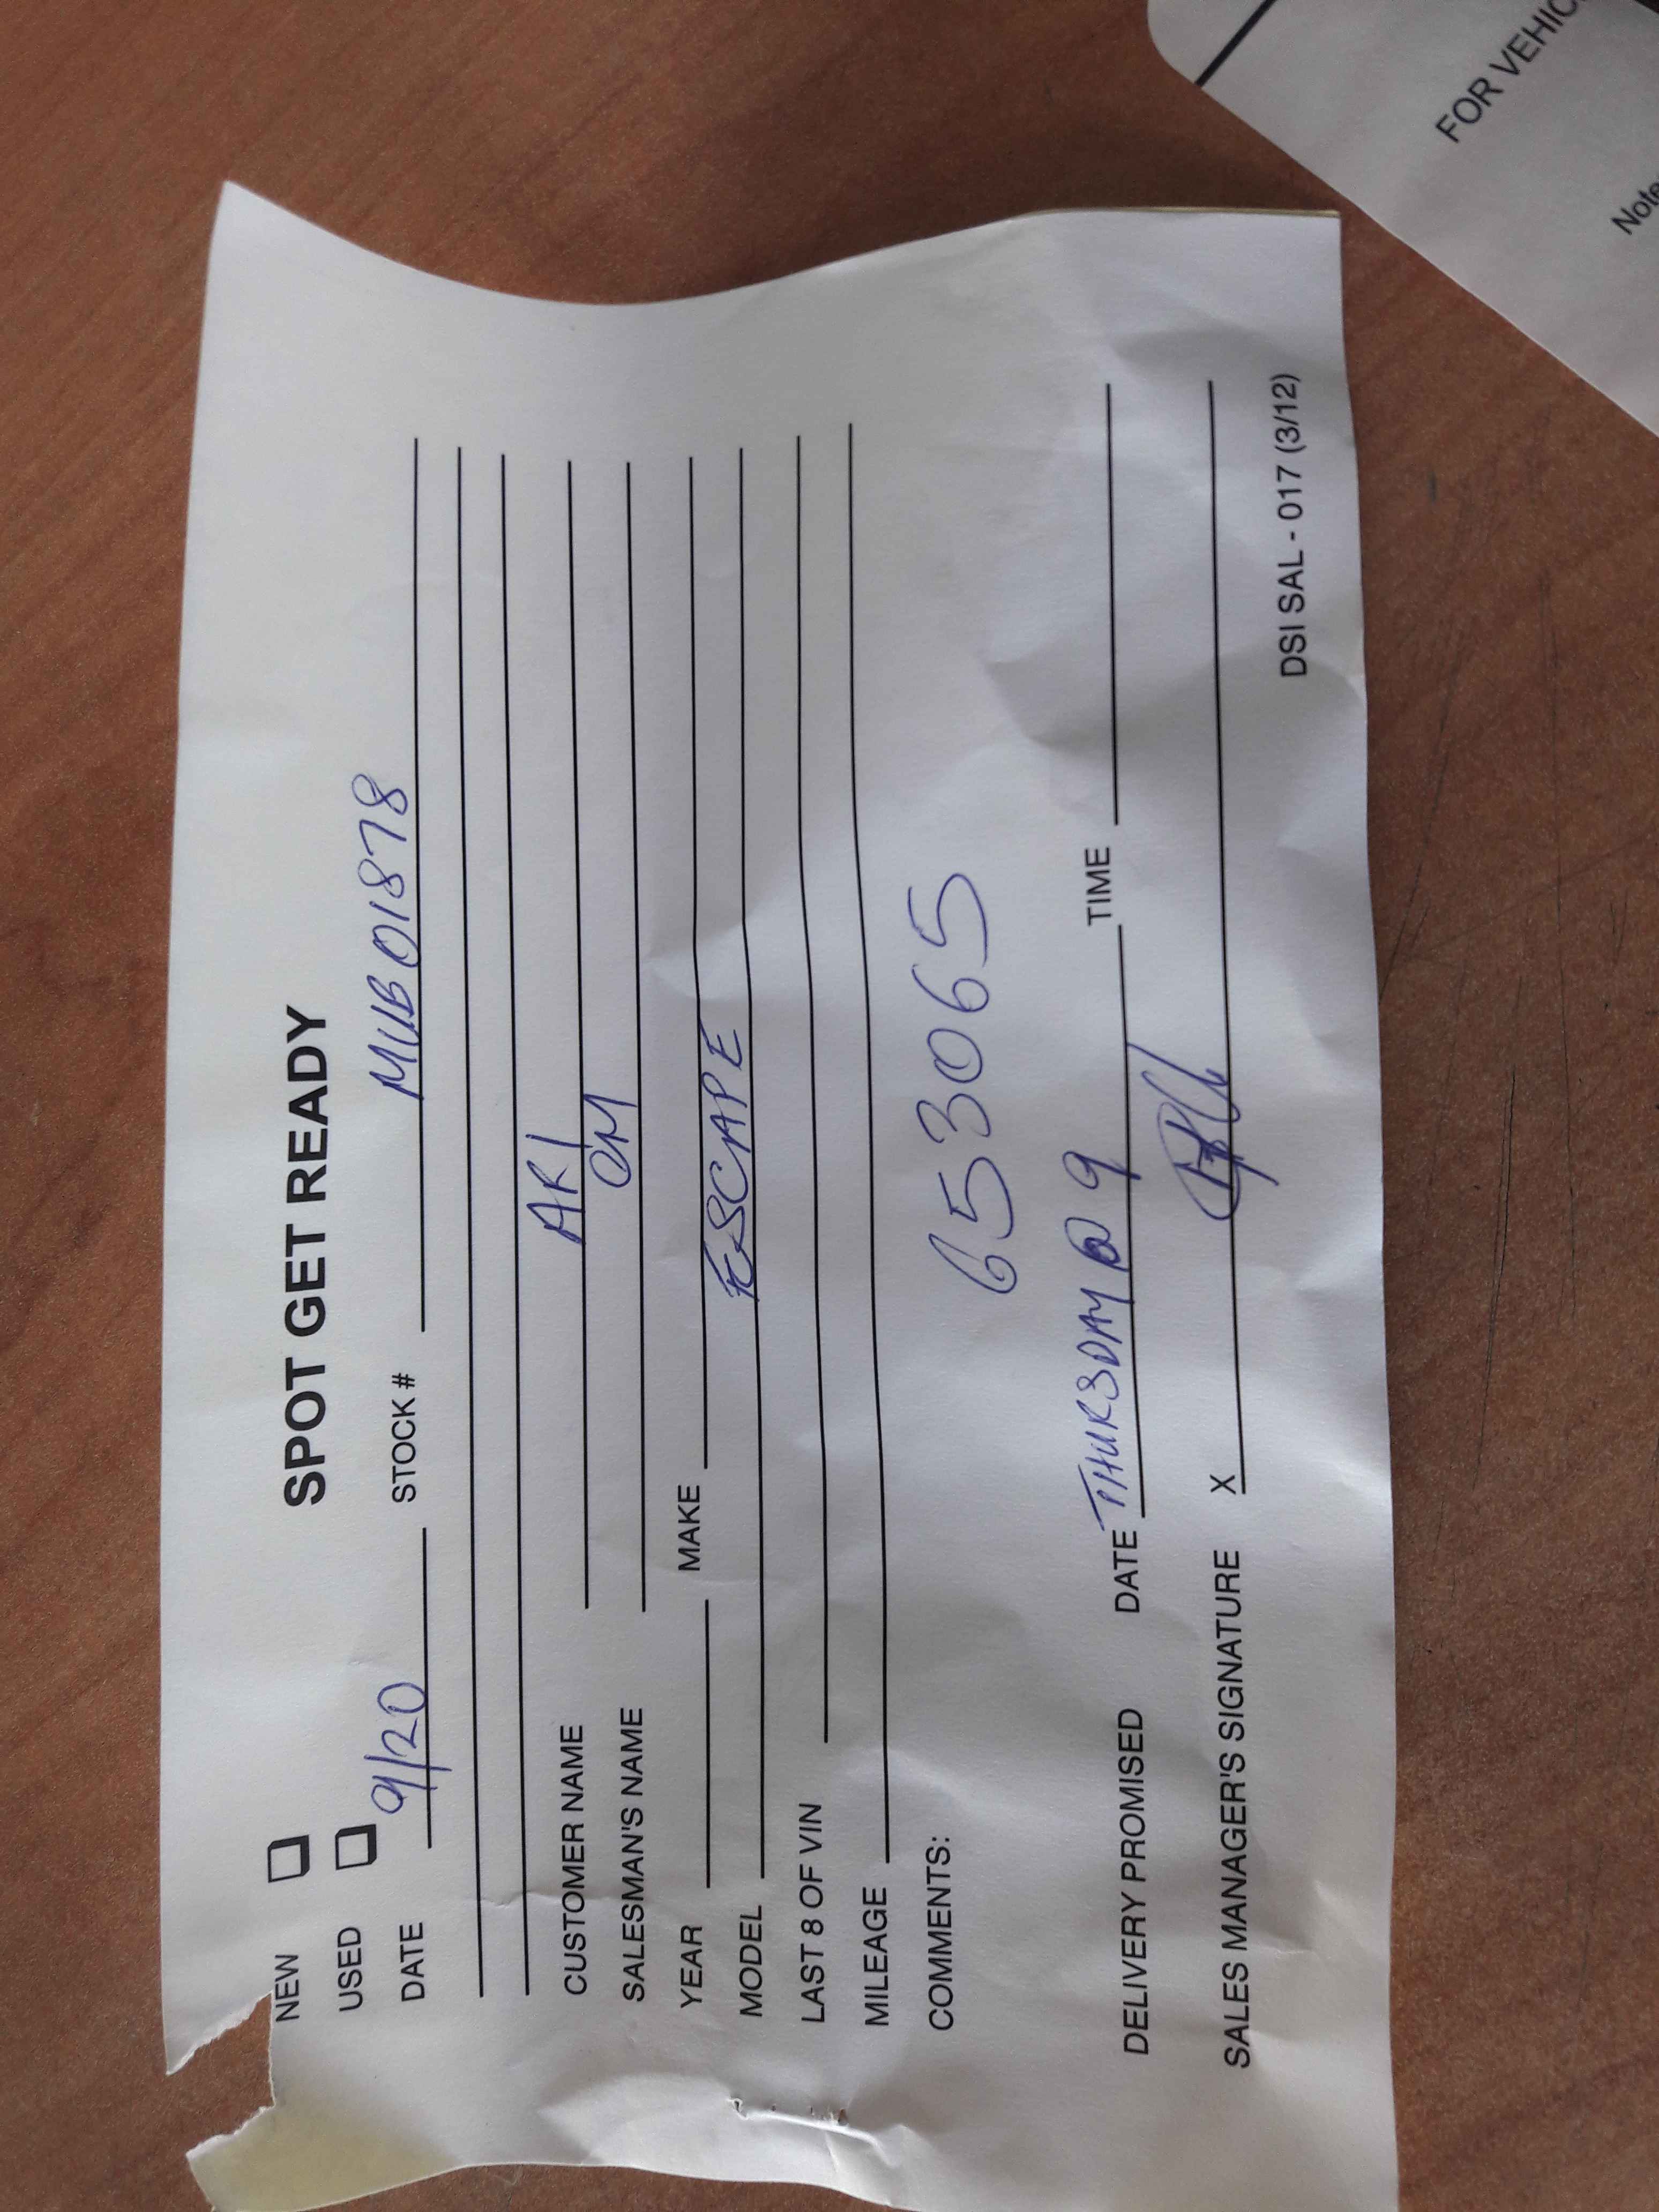 SPOT GET READY
NEW
USED
DATE 9/20 STOCK # MUB01878
CUSTOMER NAME ARI
SALESMAN'S NAME CM
YEAR MAKE
MODEL ESCAPE
LAST 8 OF VIN
MILEAGE
COMMENTS:
653065
DELIVERY PROMISED DATE THURSDAY @ 9 TIME
SALES MANAGER'S SIGNATURE X
DSI SAL - 017 (3/12)
FOR VEHIC
Note